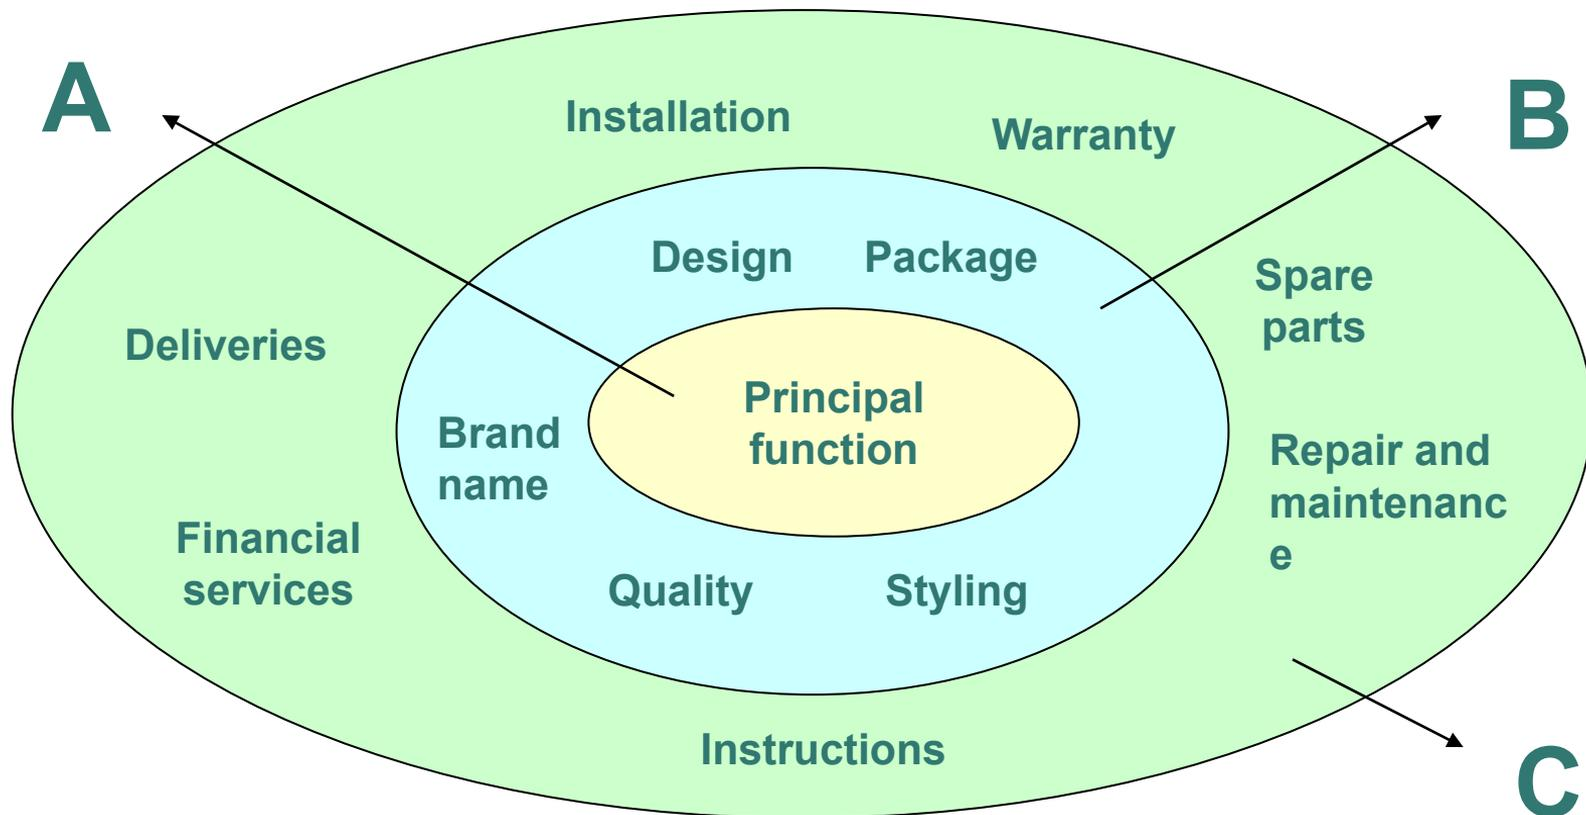 A
B
Installation
Warranty
Design
Package
Spare
parts
Deliveries
Principal
function
Brand
name
Repair and
maintenanc
e
Financial
services
Quality
Styling
Instructions
C